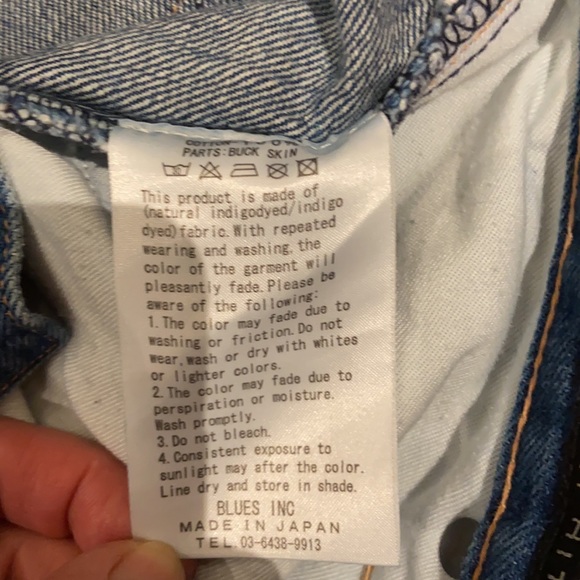 COTTON 100%
PARTS:BUCK SKIN
This product is made of
(natural indigodyed/indigo
dyed)fabric. With repeated
wearing and washing, the
color of the garment will
pleasantly fade. Please be
aware of the following:
1. The color may fade due to
washing or friction. Do not
wear, wash or dry with whites
or lighter colors.
2. The color may fade due to
perspiration or moisture.
Wash promptly.
3. Do not bleach.
4. Consistent exposure to
sunlight may after the color.
Line dry and store in shade.
BLUES INC
MADE IN JAPAN
TEL.03-6438-9913